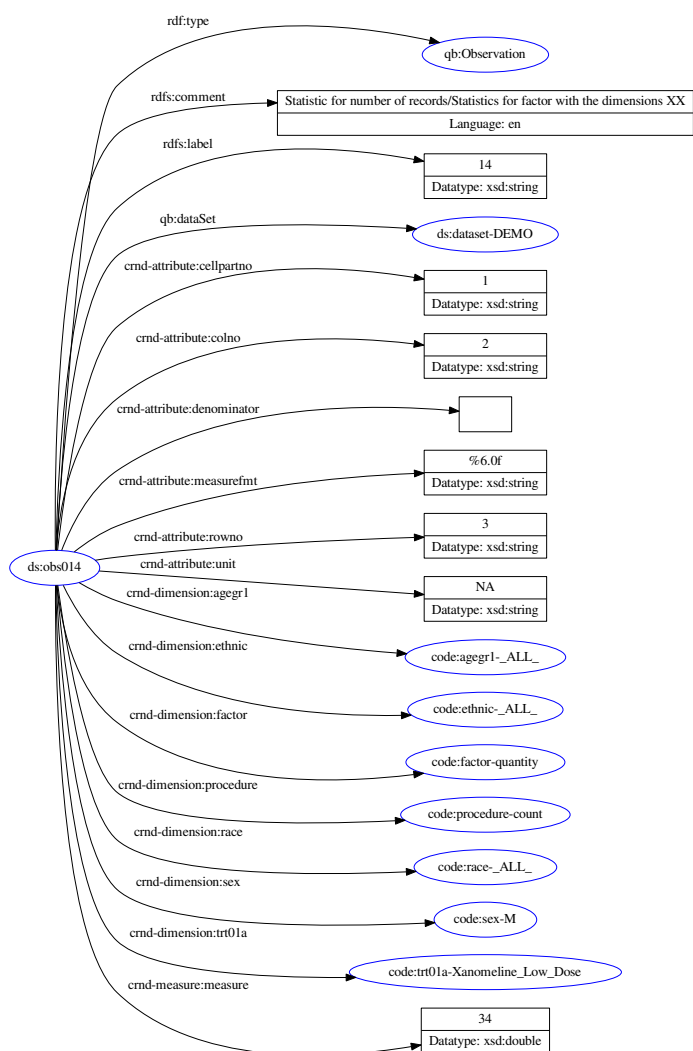 rdf:type
qb:Observation
rdfs:comment
Statistic for number of records/Statistics for factor with the dimensions XX
Language: en
rdfs:label
14
Datatype: xsd:string
qb:dataSet
ds:dataset-DEMO
crnd-attribute:cellpartno
1
Datatype: xsd:string
crnd-attribute:colno
2
Datatype: xsd:string
crnd-attribute:denominator
crnd-attribute:measurefmt
%6.0f
Datatype: xsd:string
crnd-attribute:rowno
3
Datatype: xsd:string
ds:obs014
crnd-attribute:unit
NA
Datatype: xsd:string
crnd-dimension:agegr1
code:agegr1-_ALL_
crnd-dimension:ethnic
code:ethnic-_ALL_
crnd-dimension:factor
code:factor-quantity
crnd-dimension:procedure
code:procedure-count
crnd-dimension:race
code:race-_ALL_
crnd-dimension:sex
code:sex-M
crnd-dimension:trt01a
code:trt01a-Xanomeline_Low_Dose
crnd-measure:measure
34
Datatype: xsd:double